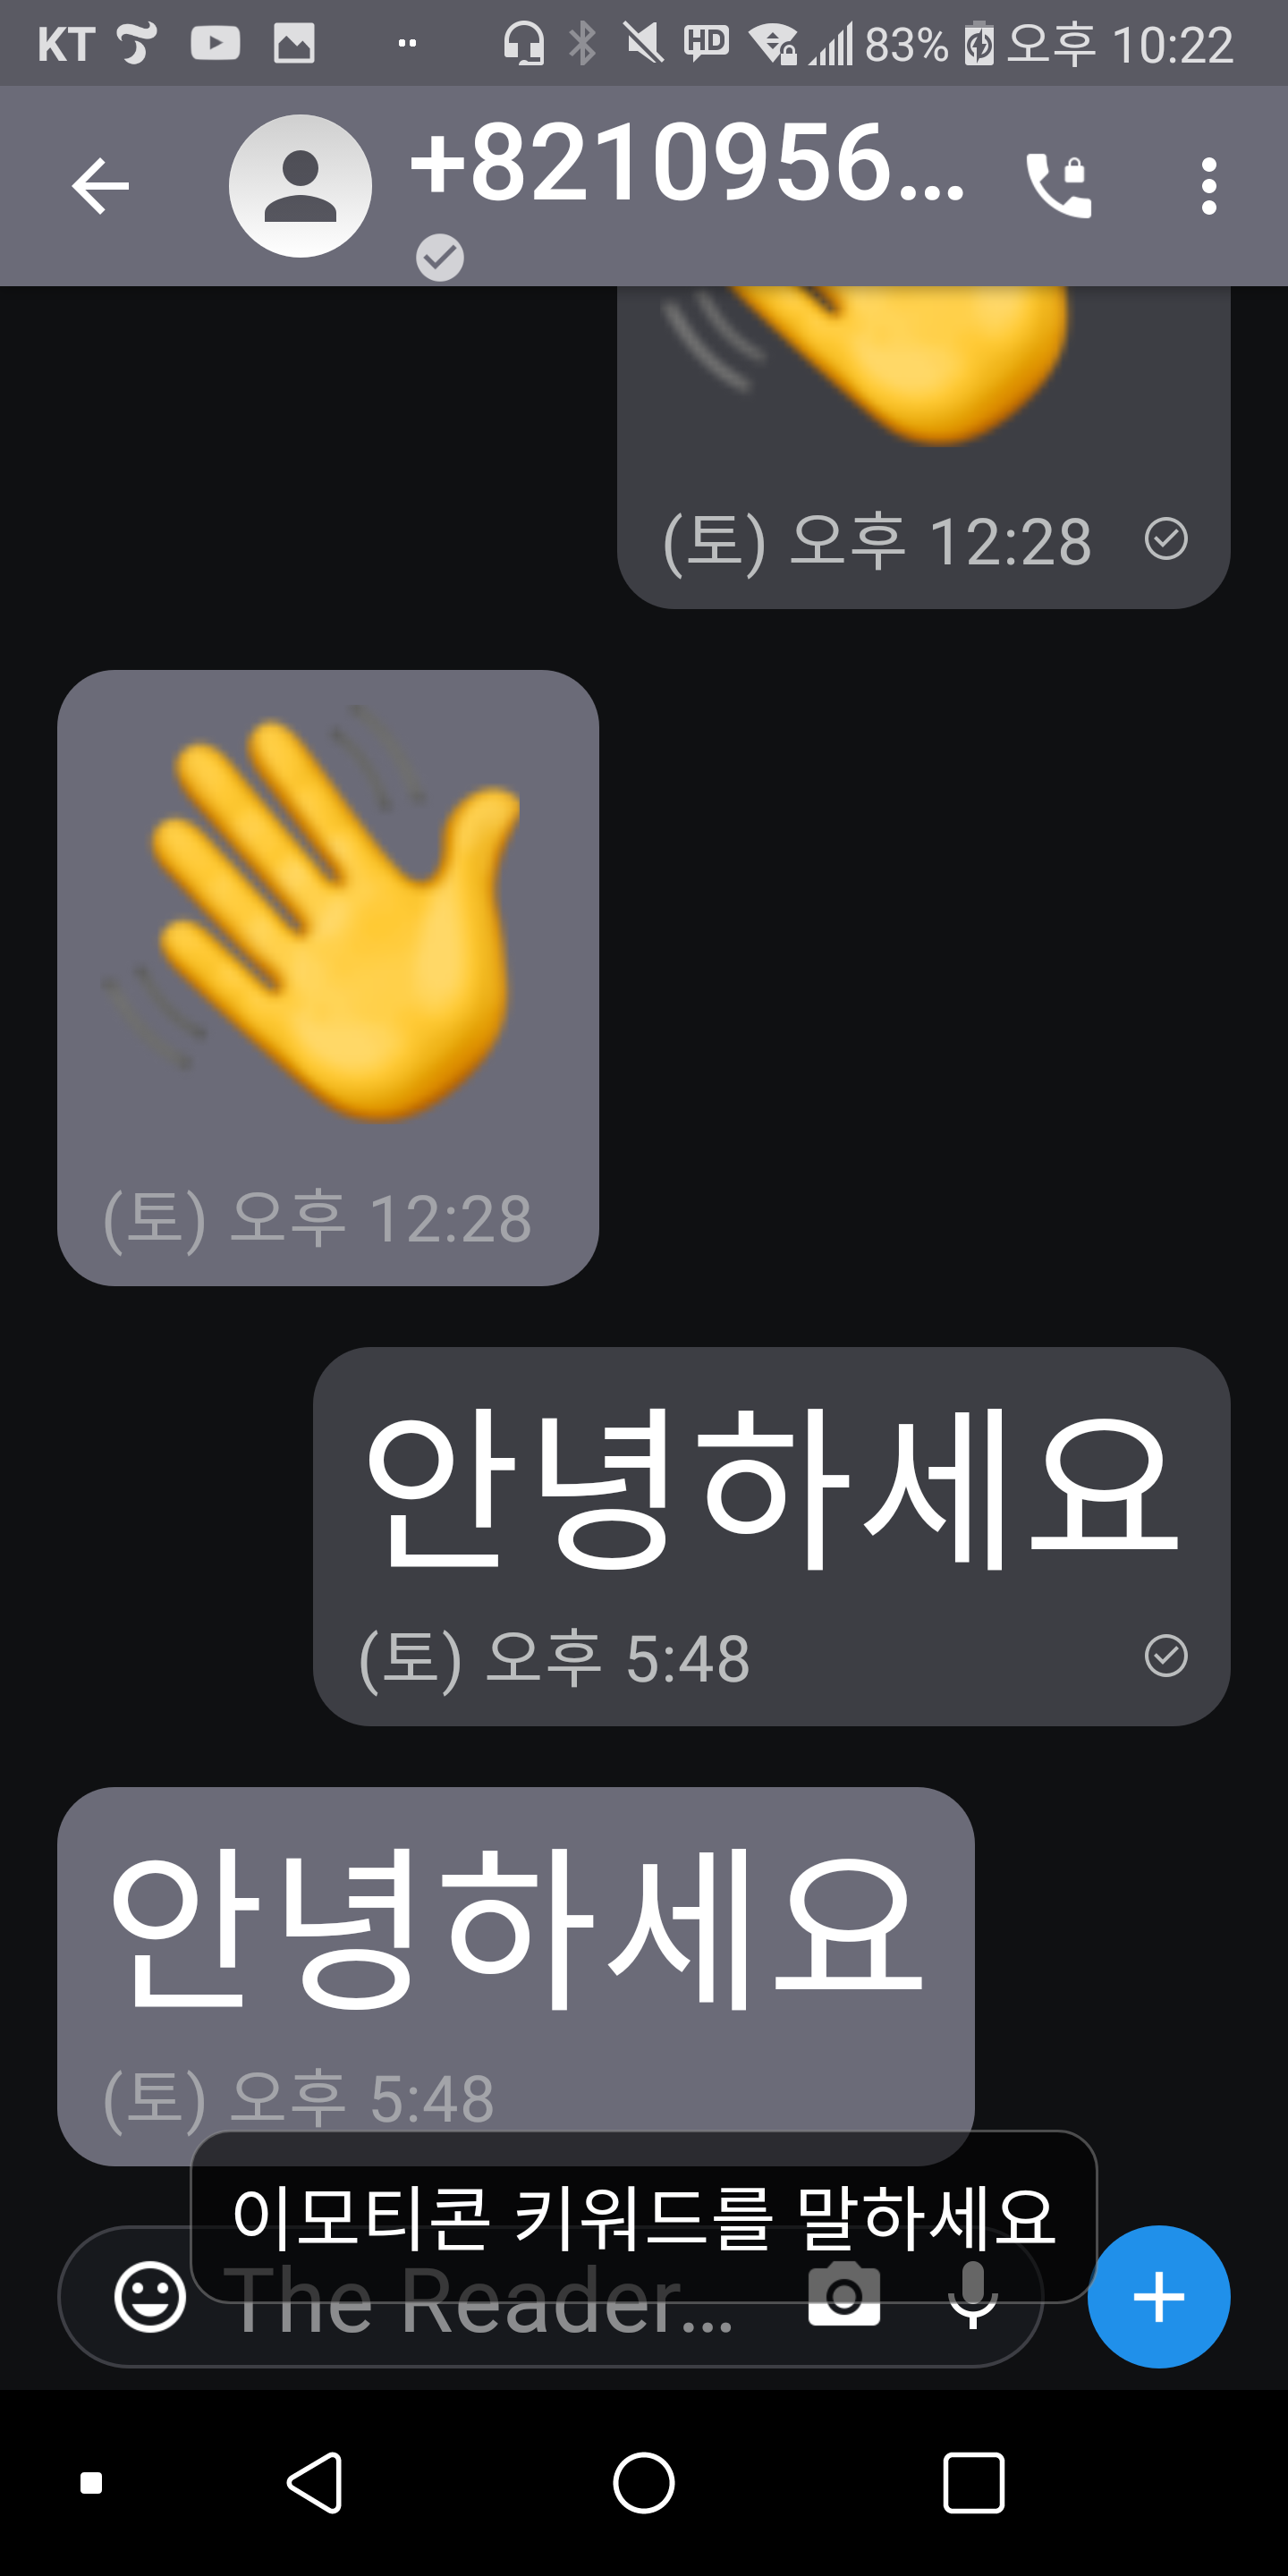 KT HD 83% 오후 10:22
+8210956...
(토) 오후 12:28
(토) 오후 12:28
안녕하세요
(토) 오후 5:48
안녕하세요
(토) 오후 5:48
이모티콘 키워드를 말하세요
The Reader...